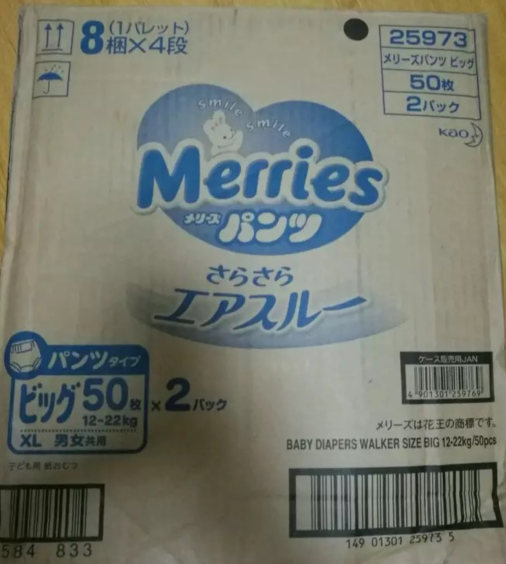 (1パレット)
8梱×4段
25973
メリーズパンツ ビッグ
50枚
2パック
Kao
Smile Smile
Merries
メリーズ パンツ
さらさら
エアスルー
パンツタイプ
ビッグ 50枚 × 2パック
12-22kg
XL 男女共用
子ども用 紙おむつ
ケース販売用JAN
4 901301 259769
メリーズは花王の商標です。
BABY DIAPERS WALKER SIZE BIG 12-22kg/50pcs
584 833
149 01301 25973 5